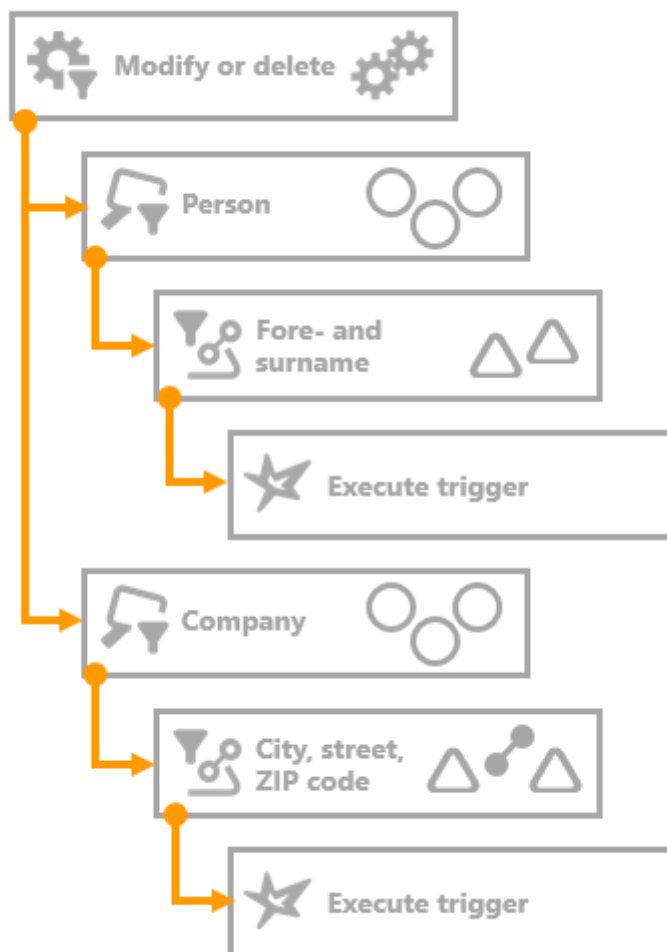 Modify or delete
Person
Fore- and
surname
Execute trigger
Company
City, street,
ZIP code
Execute trigger